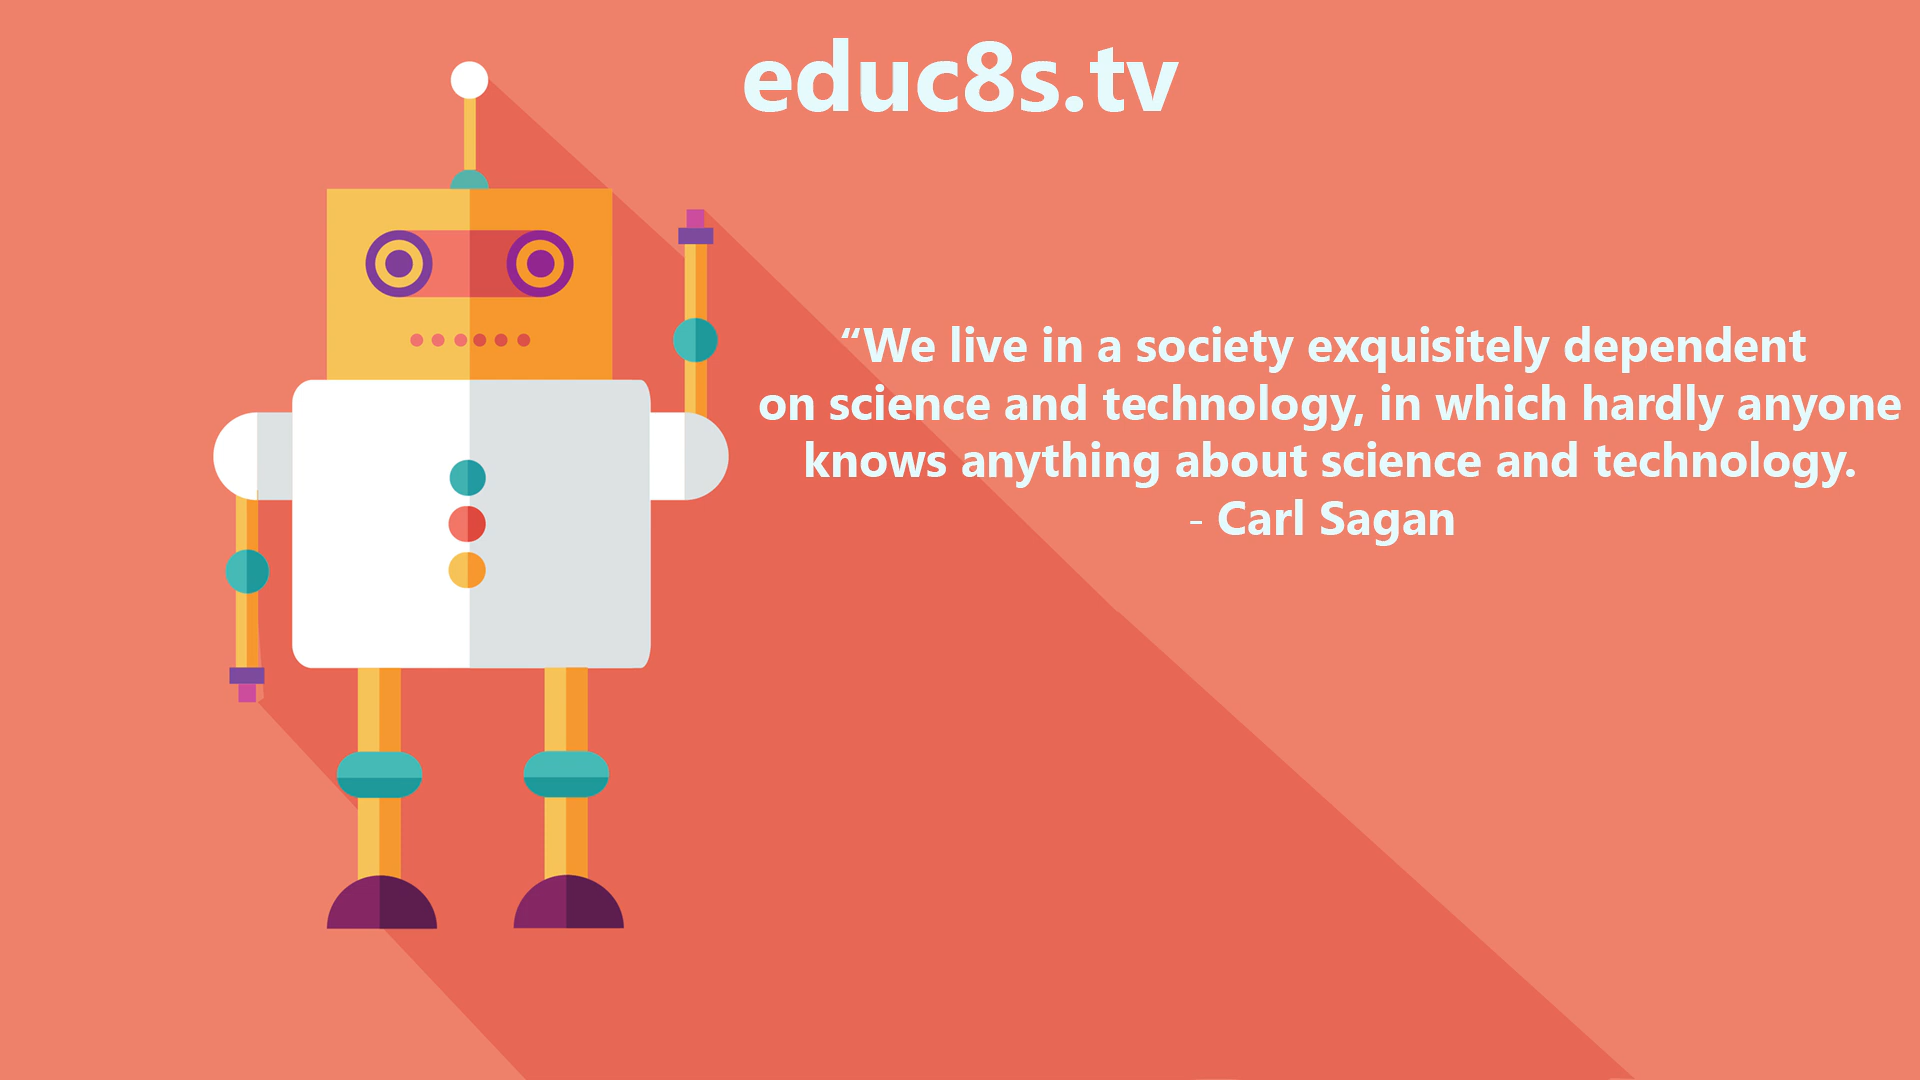 educ8s.tv
“We live in a society exquisitely dependent
on science and technology, in which hardly anyone
knows anything about science and technology.
- Carl Sagan